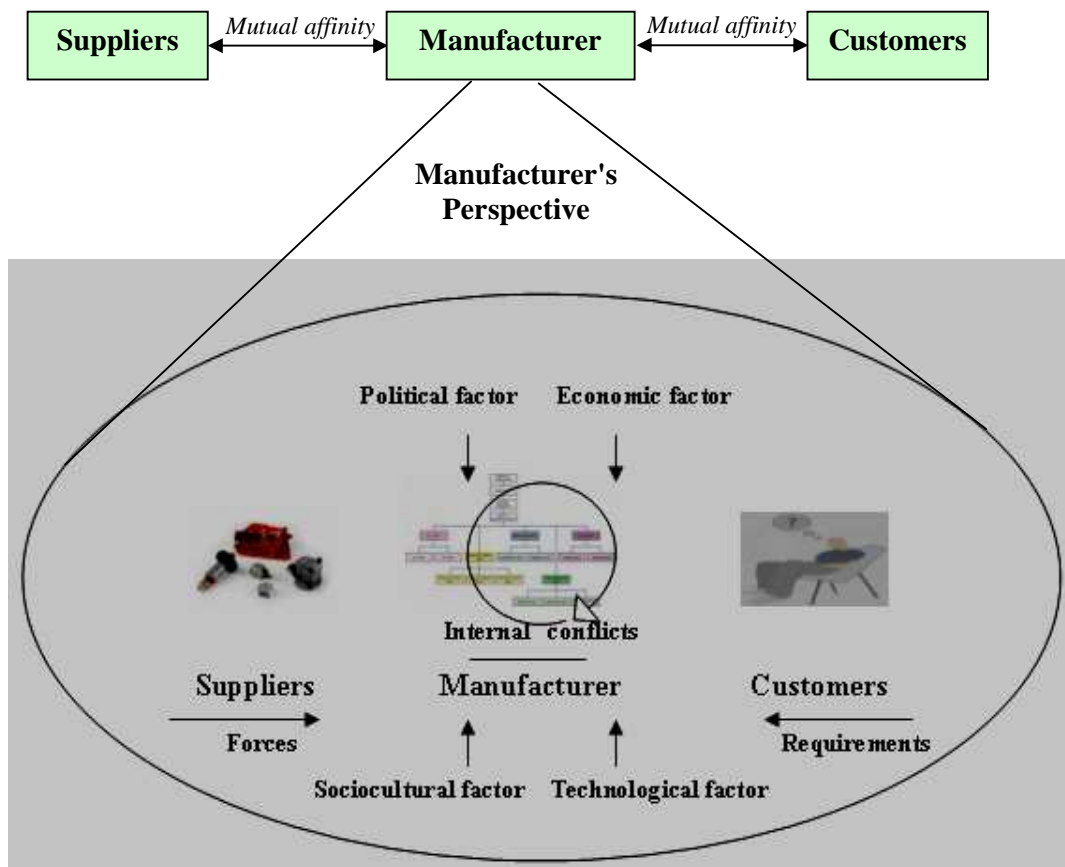 Suppliers
Mutual affinity
Manufacturer
Mutual affinity
Customers
Manufacturer's
Perspective
Political factor
Economic factor
?
Internal conflicts
Suppliers
Manufacturer
Customers
Forces
Requirements
Sociocultural factor
Technological factor